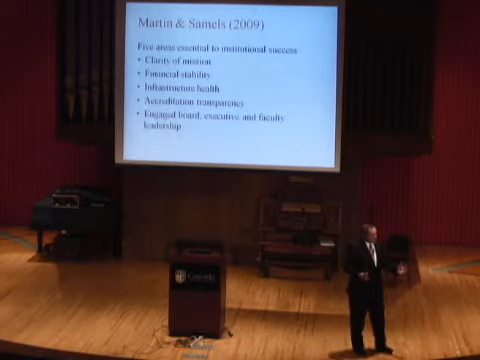 Martin & Samels (2009)
Five areas essential to institutional success
• Clarity of mission
• Financial stability
• Infrastructure health
• Accreditation transparency
• Engaged board, executive and faculty
leadership
Concordia